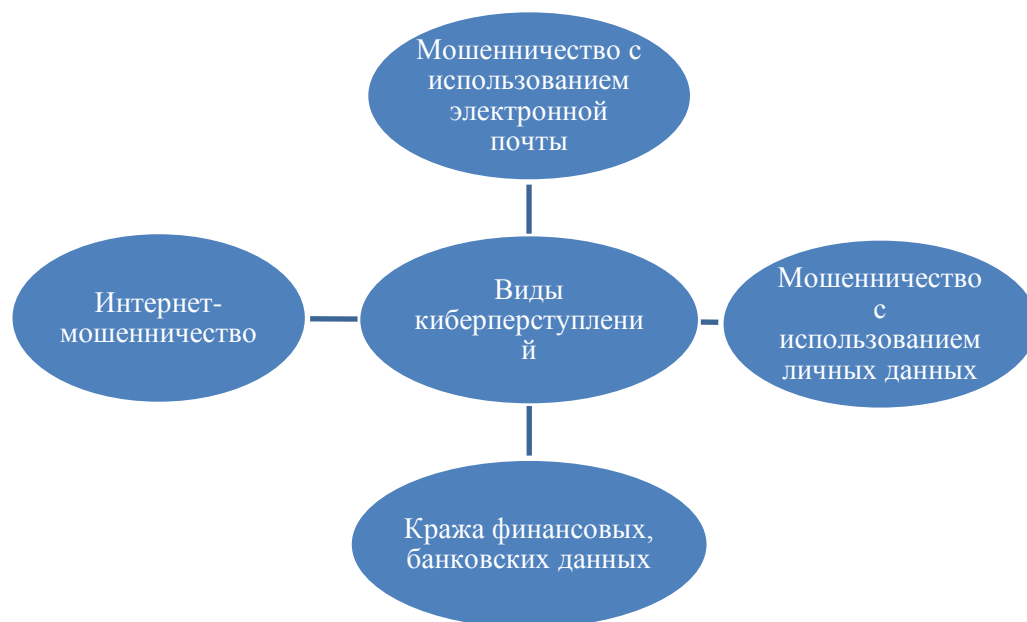 Мошенничество с
использованием
электронной
почты
Интернет-
мошенничество
Виды
киберперступлени
й
Мошенничество
с
использованием
личных данных
Кража финансовых,
банковских данных